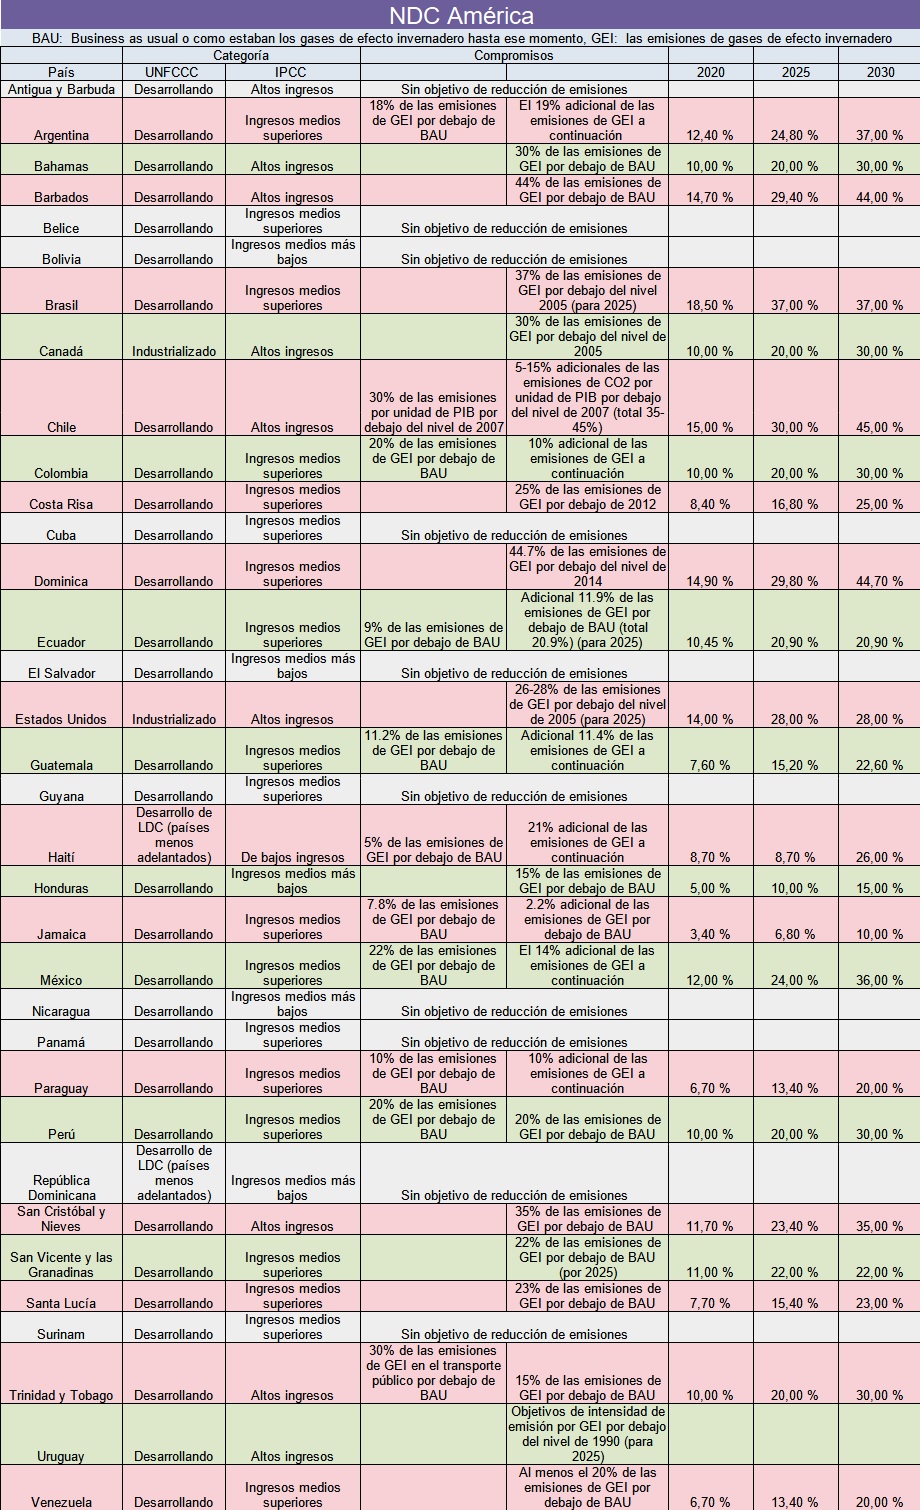 NDC América
BAU: Business as usual o como estaban los gases de efecto invernadero hasta ese momento, GEI: las emisiones de gases de efecto invernadero
Categoría Compromisos
País UNFCCC IPCC 2020 2025 2030
Antigua y Barbuda Desarrollando Altos ingresos Sin objetivo de reducción de emisiones
Ingresos medios 18% de las emisiones El 19% adicional de las
superiores de GEI por debajo de emisiones de GEI a
Argentina Desarrollando BAU continuación 12,40 % 24,80 % 37,00 %
30% de las emisiones de
Bahamas Desarrollando Altos ingresos GEI por debajo de BAU 10,00 % 20,00 % 30,00 %
44% de las emisiones de
Barbados Desarrollando Altos ingresos GEI por debajo de BAU 14,70 % 29,40 % 44,00 %
Ingresos medios
Belice Desarrollando superiores Sin objetivo de reducción de emisiones
Ingresos medios más
Bolivia Desarrollando bajos Sin objetivo de reducción de emisiones
37% de las emisiones de
Ingresos medios GEI por debajo del nivel
Brasil Desarrollando superiores 2005 (para 2025) 18,50 % 37,00 % 37,00 %
30% de las emisiones de
GEI por debajo del nivel de
Canadá Industrializado Altos ingresos 2005 10,00 % 20,00 % 30,00 %
5-15% adicionales de las
emisiones de CO2 por
30% de las emisiones unidad de PIB por debajo
por unidad de PIB por del nivel de 2007 (total 35-
Chile Desarrollando Altos ingresos debajo del nivel de 2007 45%) 15,00 % 30,00 % 45,00 %
20% de las emisiones 10% adicional de las
Ingresos medios de GEI por debajo de emisiones de GEI a
Colombia Desarrollando superiores BAU continuación 10,00 % 20,00 % 30,00 %
Ingresos medios 25% de las emisiones de
Costa Risa Desarrollando superiores GEI por debajo de 2012 8,40 % 16,80 % 25,00 %
Ingresos medios
Cuba Desarrollando superiores Sin objetivo de reducción de emisiones
44.7% de las emisiones de
Ingresos medios GEI por debajo del nivel de
Dominica Desarrollando superiores 2014 14,90 % 29,80 % 44,70 %
Adicional 11.9% de las
emisiones de GEI por
Ingresos medios 9% de las emisiones de debajo de BAU (total
Ecuador Desarrollando superiores GEI por debajo de BAU 20.9%) (para 2025) 10,45 % 20,90 % 20,90 %
Ingresos medios más
El Salvador Desarrollando bajos Sin objetivo de reducción de emisiones
26-28% de las emisiones
de GEI por debajo del nivel
Estados Unidos Industrializado Altos ingresos de 2005 (para 2025) 14,00 % 28,00 % 28,00 %
11.2% de las emisiones Adicional 11.4% de las
Ingresos medios de GEI por debajo de emisiones de GEI a
Guatemala Desarrollando superiores BAU continuación 7,60 % 15,20 % 22,60 %
Ingresos medios
Guyana Desarrollando superiores Sin objetivo de reducción de emisiones
Desarrollo de
LDC (países 21% adicional de las
menos 5% de las emisiones de emisiones de GEI a
Haití adelantados) De bajos ingresos GEI por debajo de BAU continuación 8,70 % 8,70 % 26,00 %
Ingresos medios más 15% de las emisiones de
Honduras Desarrollando bajos GEI por debajo de BAU 5,00 % 10,00 % 15,00 %
7.8% de las emisiones 2.2% adicional de las
Ingresos medios de GEI por debajo de emisiones de GEI por
Jamaica Desarrollando superiores BAU debajo de BAU 3,40 % 6,80 % 10,00 %
22% de las emisiones El 14% adicional de las
Ingresos medios de GEI por debajo de emisiones de GEI a
México Desarrollando superiores BAU continuación 12,00 % 24,00 % 36,00 %
Ingresos medios más
Nicaragua Desarrollando bajos Sin objetivo de reducción de emisiones
Ingresos medios
Panamá Desarrollando superiores Sin objetivo de reducción de emisiones
10% de las emisiones 10% adicional de las
Ingresos medios de GEI por debajo de emisiones de GEI a
Paraguay Desarrollando superiores BAU continuación 6,70 % 13,40 % 20,00 %
20% de las emisiones
Ingresos medios de GEI por debajo de 20% de las emisiones de
Perú Desarrollando superiores BAU GEI por debajo de BAU 10,00 % 20,00 % 30,00 %
Desarrollo de
LDC (países
República menos Ingresos medios más
Dominicana adelantados) bajos Sin objetivo de reducción de emisiones
San Cristóbal y 35% de las emisiones de
Nieves Desarrollando Altos ingresos GEI por debajo de BAU 11,70 % 23,40 % 35,00 %
22% de las emisiones de
San Vicente y las Ingresos medios GEI por debajo de BAU
Granadinas Desarrollando superiores (por 2025) 11,00 % 22,00 % 22,00 %
Ingresos medios 23% de las emisiones de
Santa Lucía Desarrollando superiores GEI por debajo de BAU 7,70 % 15,40 % 23,00 %
Ingresos medios
Surinam Desarrollando superiores Sin objetivo de reducción de emisiones
30% de las emisiones
de GEI en el transporte
público por debajo de 15% de las emisiones de
Trinidad y Tobago Desarrollando Altos ingresos BAU GEI por debajo de BAU 10,00 % 20,00 % 30,00 %
Objetivos de intensidad de
emisión por GEI por debajo
del nivel de 1990 (para
Uruguay Desarrollando Altos ingresos 2025)
Al menos el 20% de las
Ingresos medios emisiones de GEI por
Venezuela Desarrollando superiores debajo de BAU 6,70 % 13,40 % 20,00 %